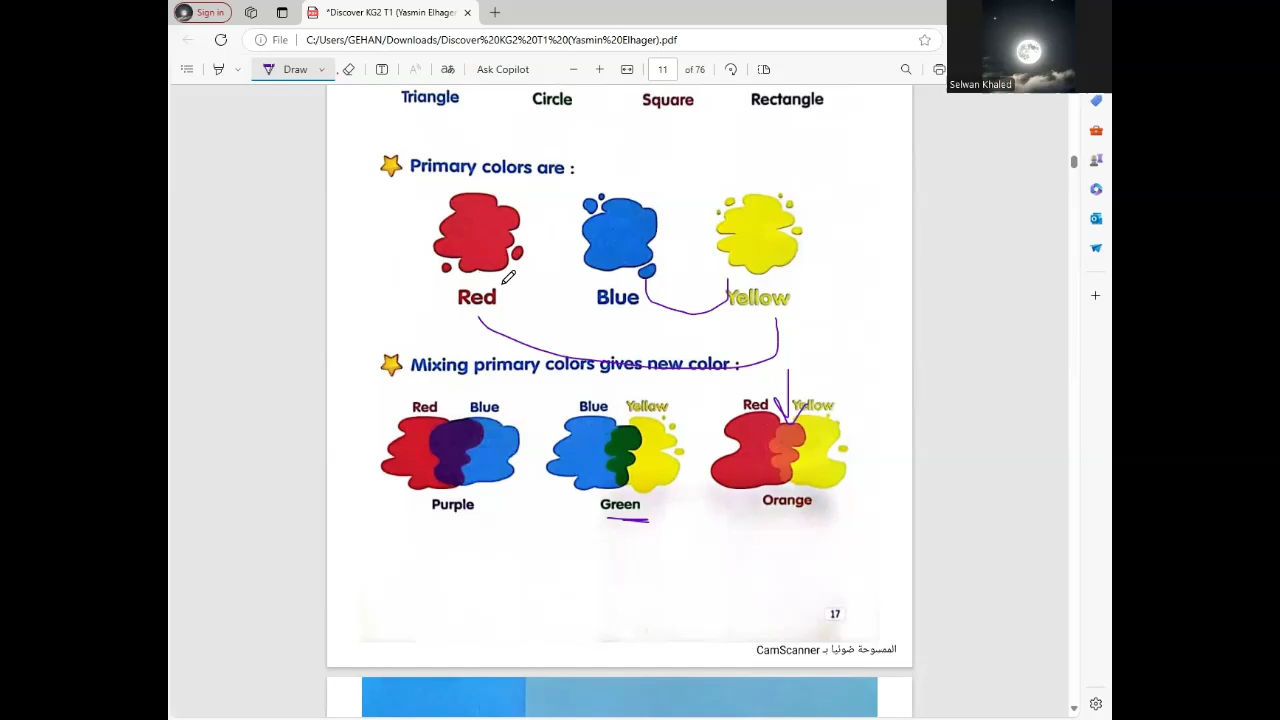 Sign in
*Discover KG2 T1 (Yasmin Elhager
File
C:/Users/GEHAN/Downloads/Discover%20KG2%20T1%20(Yasmin%20Elhager).pdf
Draw
Ask Copilot
11 of 76
Selwan Khaled
Triangle Circle Square Rectangle
Primary colors are :
Red Blue Yellow
Mixing primary colors gives new color :
Red Blue Blue Yellaw Red Yellow
Purple Green Orange
17
الممسوحة ضوئيا بـ CamScanner